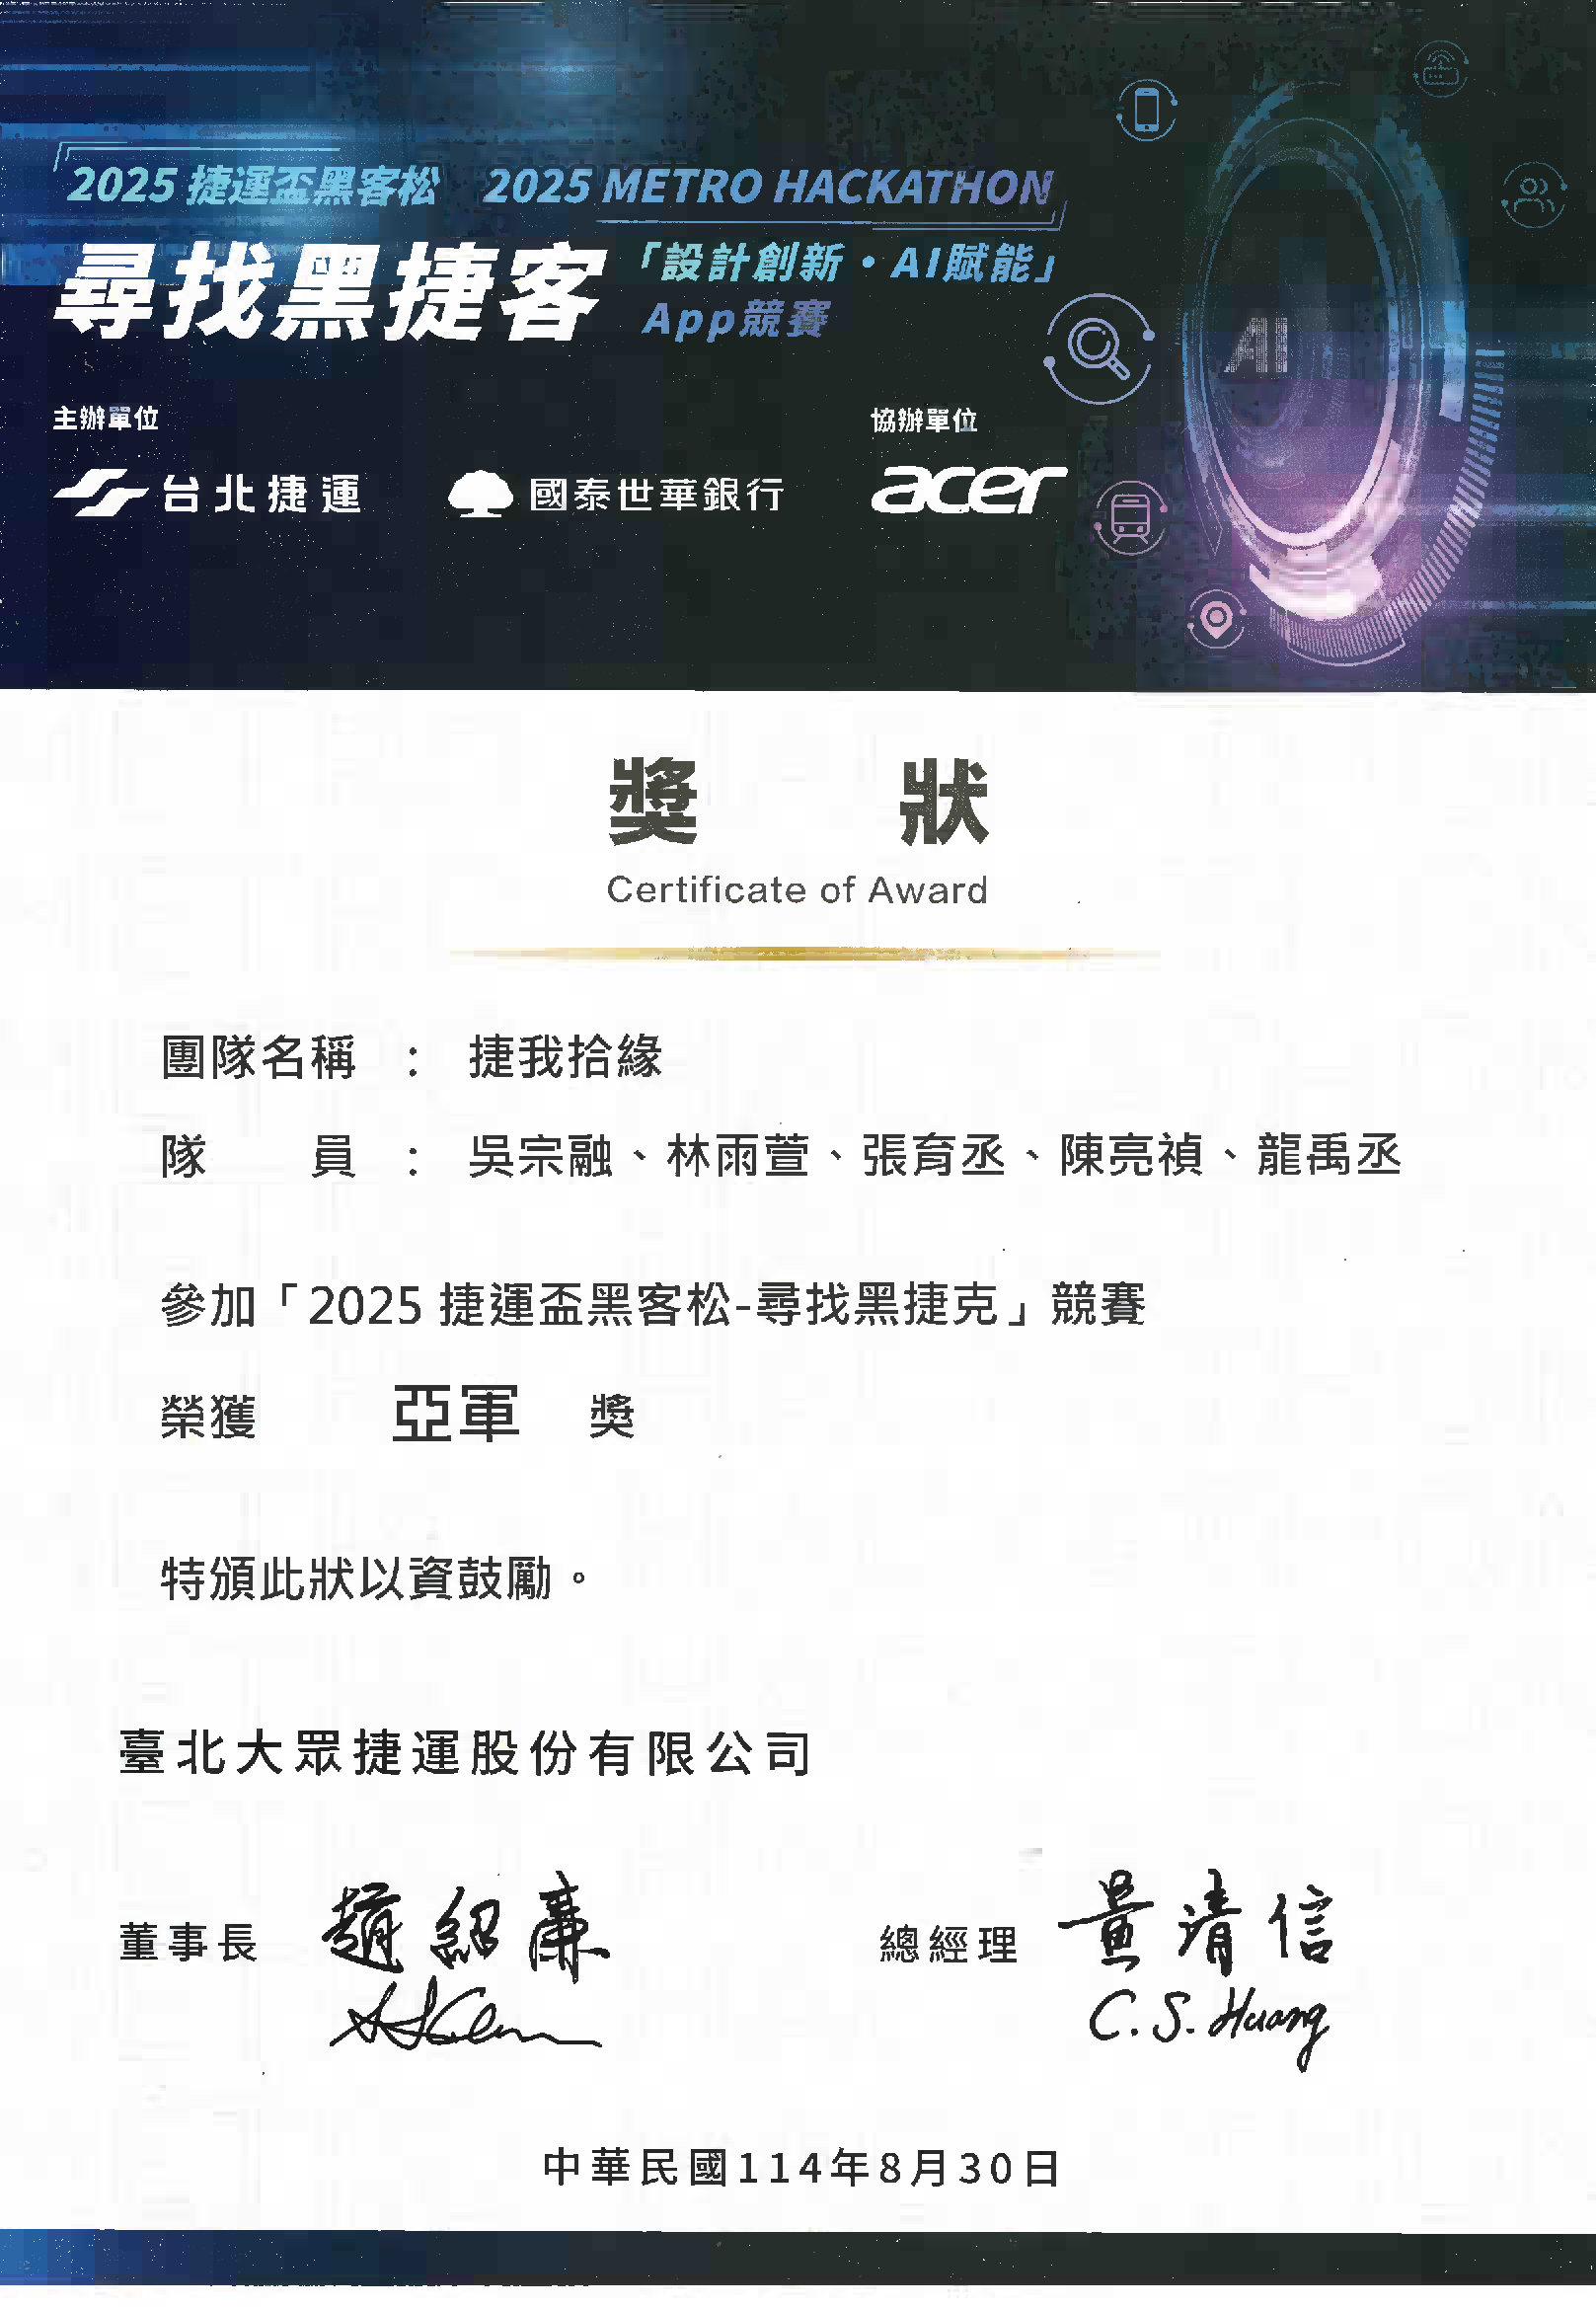 2025 捷運盃黑客松 2025 METRO HACKATHON
尋找黑捷客「設計創新・AI賦能」
App競賽
AI
主辦單位 協辦單位
台北捷運 國泰世華銀行 acer
獎狀
Certificate of Award
團隊名稱:捷我拾緣
隊員:吳宗融、林雨萱、張育丞、陳亮禎、龍禹丞
參加「2025 捷運盃黑客松-尋找黑捷克」競賽
榮獲 亞軍 獎
特頒此狀以資鼓勵。
臺北大眾捷運股份有限公司
董事長 趙紹廉 總經理 黃清信
C. S. Huang
中華民國114年8月30日